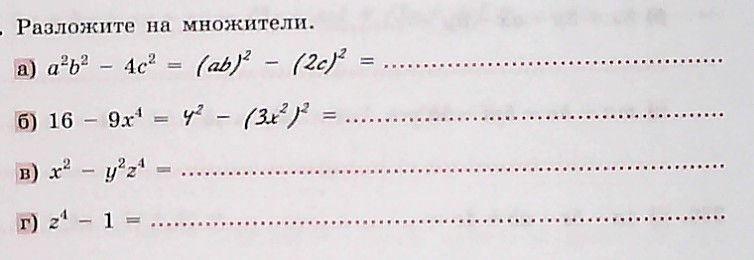 Разложите на множители.
а) a²b² − 4c² = (ab)² − (2c)² = ........................................
б) 16 − 9x⁴ = 4² − (3x²)² = ........................................
в) x² − y²z⁴ = ........................................
г) z⁴ − 1 = ........................................